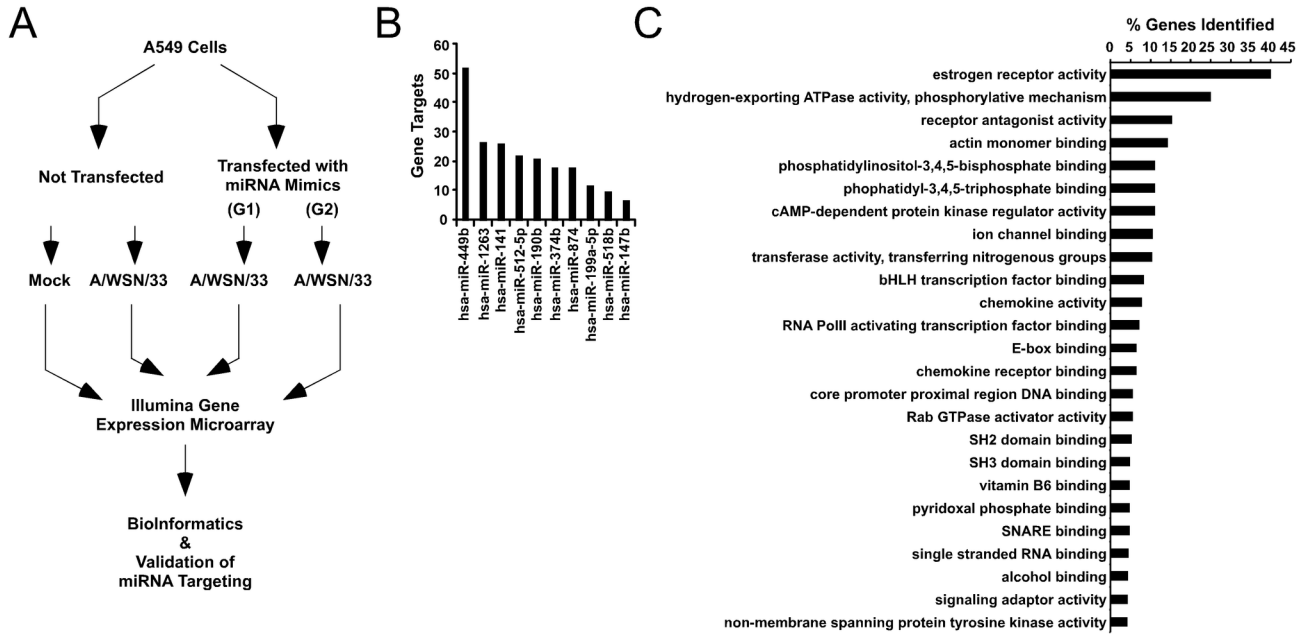 A
A549 Cells
Not Transfected
Transfected with
miRNA Mimics
(G1) (G2)
Mock A/WSN/33 A/WSN/33 A/WSN/33
Illumina Gene
Expression Microarray
BioInformatics
&
Validation of
miRNA Targeting
B
Gene Targets
60
50
40
30
20
10
0
hsa-miR-449b
hsa-miR-1263
hsa-miR-141
hsa-miR-512-5p
hsa-miR-190b
hsa-miR-374b
hsa-miR-874
hsa-miR-199a-5p
hsa-miR-518b
hsa-miR-147b
C
% Genes Identified
0 5 10 15 20 25 30 35 40 45
estrogen receptor activity
hydrogen-exporting ATPase activity, phosphorylative mechanism
receptor antagonist activity
actin monomer binding
phosphatidylinositol-3,4,5-bisphosphate binding
phophatidyl-3,4,5-triphosphate binding
cAMP-dependent protein kinase regulator activity
ion channel binding
transferase activity, transferring nitrogenous groups
bHLH transcription factor binding
chemokine activity
RNA PolII activating transcription factor binding
E-box binding
chemokine receptor binding
core promoter proximal region DNA binding
Rab GTPase activator activity
SH2 domain binding
SH3 domain binding
vitamin B6 binding
pyridoxal phosphate binding
SNARE binding
single stranded RNA binding
alcohol binding
signaling adaptor activity
non-membrane spanning protein tyrosine kinase activity